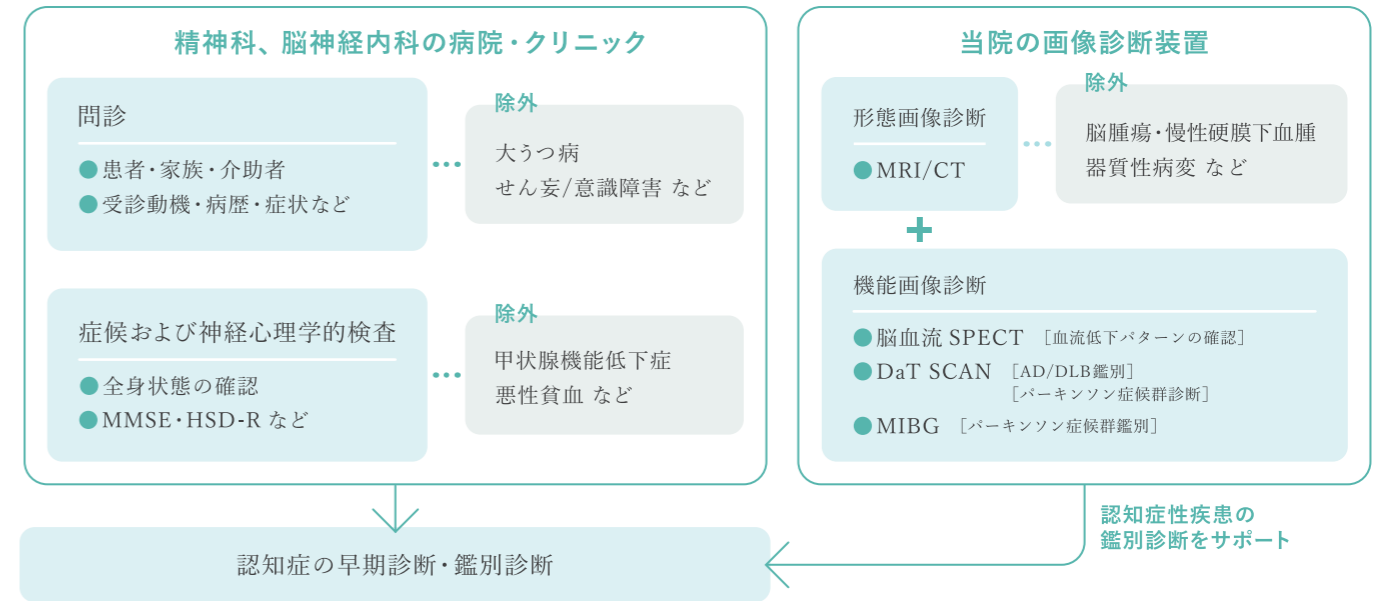 精神科、脳神経内科の病院・クリニック
問診
●患者・家族・介助者
●受診動機・病歴・症状など
除外
大うつ病
せん妄/意識障害 など
症候および神経心理学的検査
●全身状態の確認
●MMSE・HSD-R など
除外
甲状腺機能低下症
悪性貧血 など
当院の画像診断装置
形態画像診断
●MRI/CT
除外
脳腫瘍・慢性硬膜下血腫
器質性病変 など
+
機能画像診断
●脳血流 SPECT [血流低下パターンの確認]
●DaT SCAN [AD/DLB鑑別]
[パーキンソン症候群診断]
●MIBG [パーキンソン症候群鑑別]
認知症性疾患の
鑑別診断をサポート
認知症の早期診断・鑑別診断